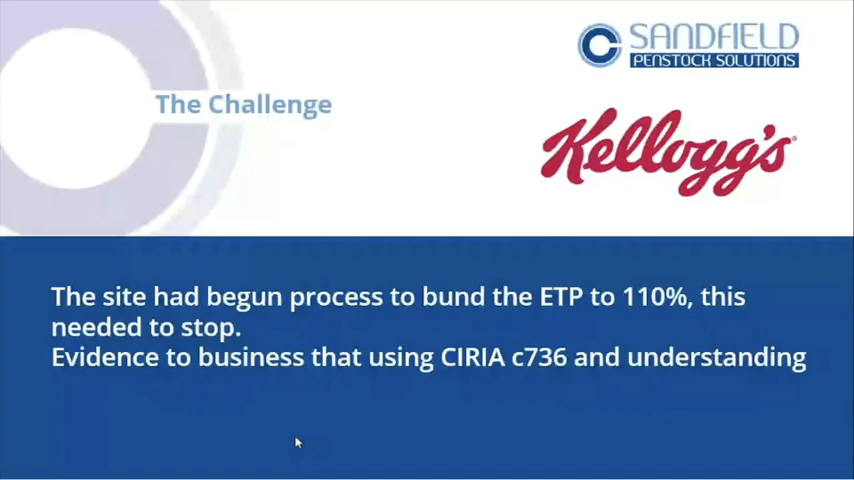 SANDFIELD
PENSTOCK SOLUTIONS
The Challenge
Kellogg's
The site had begun process to bund the ETP to 110%, this
needed to stop.
Evidence to business that using CIRIA c736 and understanding